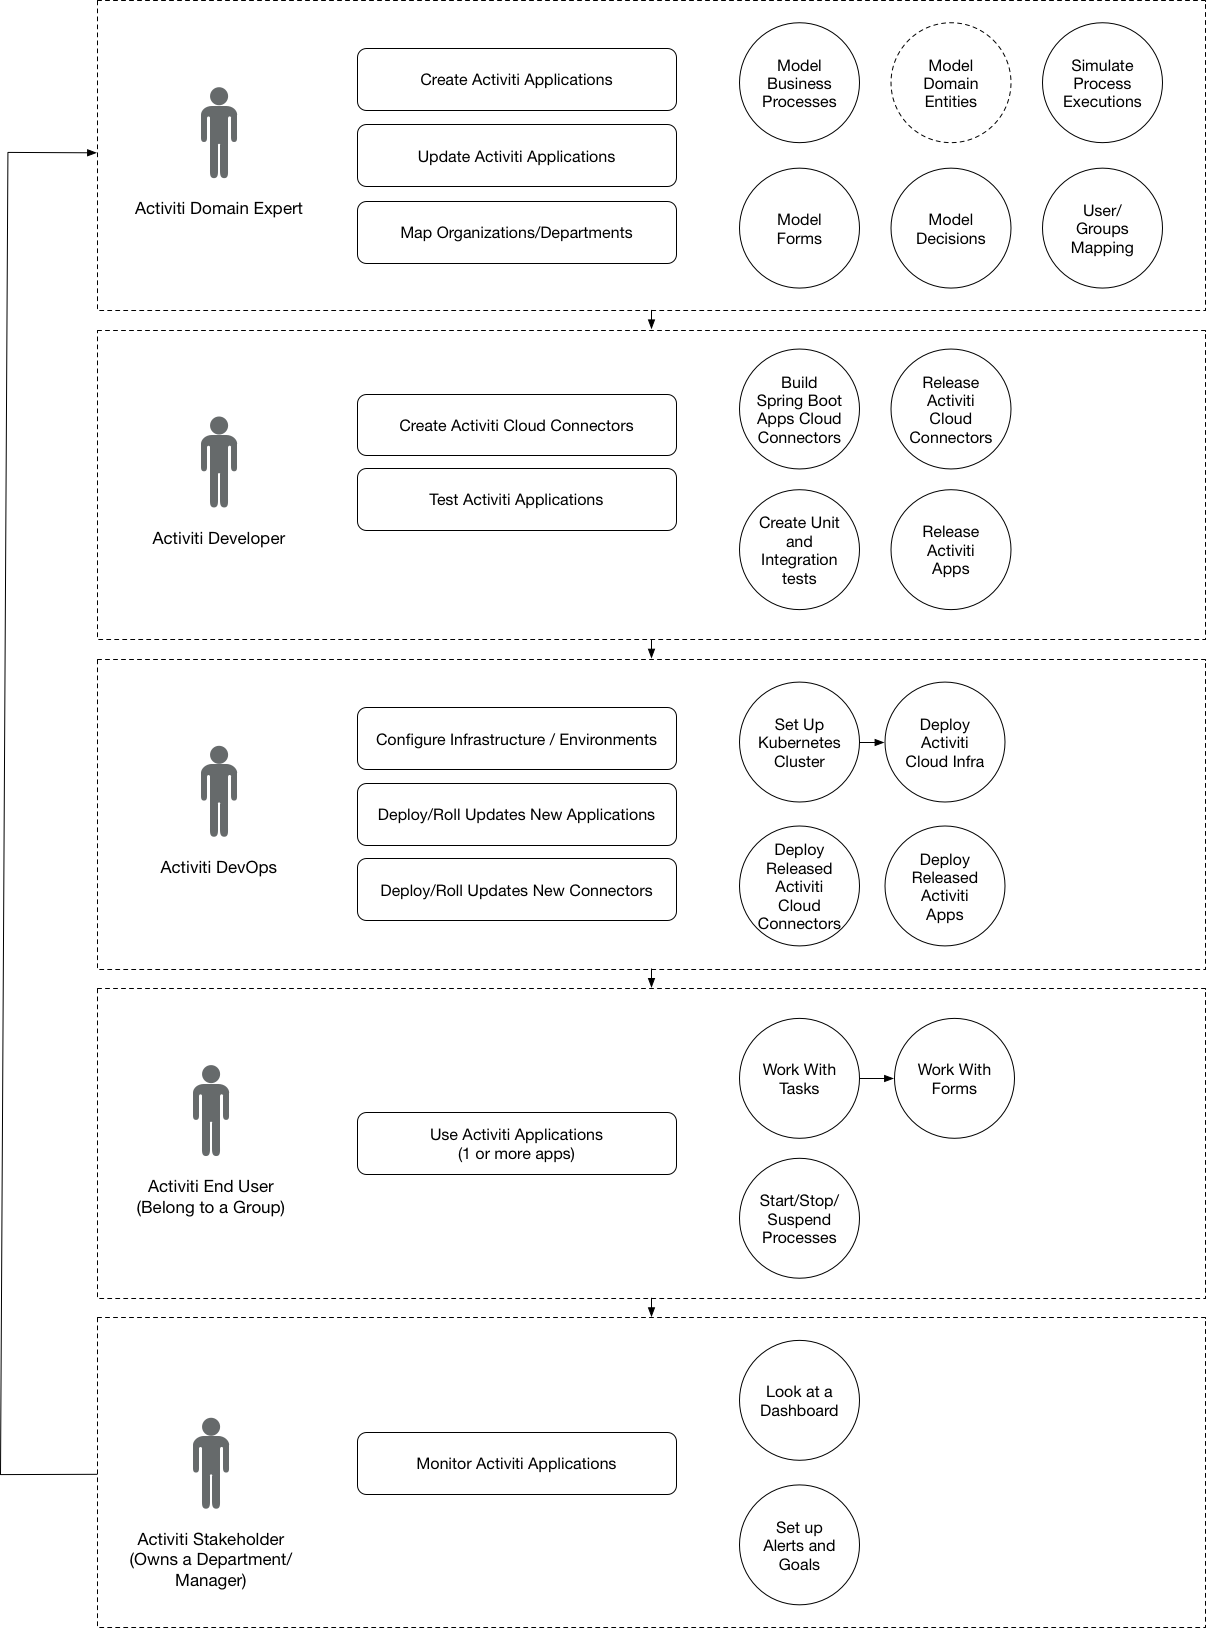 Activiti Domain Expert
Create Activiti Applications
Update Activiti Applications
Map Organizations/Departments
Model
Business
Processes
Model
Domain
Entities
Simulate
Process
Executions
Model
Forms
Model
Decisions
User/
Groups
Mapping
Activiti Developer
Create Activiti Cloud Connectors
Test Activiti Applications
Build
Spring Boot
Apps Cloud
Connectors
Release
Activiti
Cloud
Connectors
Create Unit
and
Integration
tests
Release
Activiti
Apps
Activiti DevOps
Configure Infrastructure / Environments
Deploy/Roll Updates New Applications
Deploy/Roll Updates New Connectors
Set Up
Kubernetes
Cluster
Deploy
Activiti
Cloud Infra
Deploy
Released
Activiti
Cloud
Connectors
Deploy
Released
Activiti
Apps
Activiti End User
(Belong to a Group)
Use Activiti Applications
(1 or more apps)
Work With
Tasks
Work With
Forms
Start/Stop/
Suspend
Processes
Activiti Stakeholder
(Owns a Department/
Manager)
Monitor Activiti Applications
Look at a
Dashboard
Set up
Alerts and
Goals